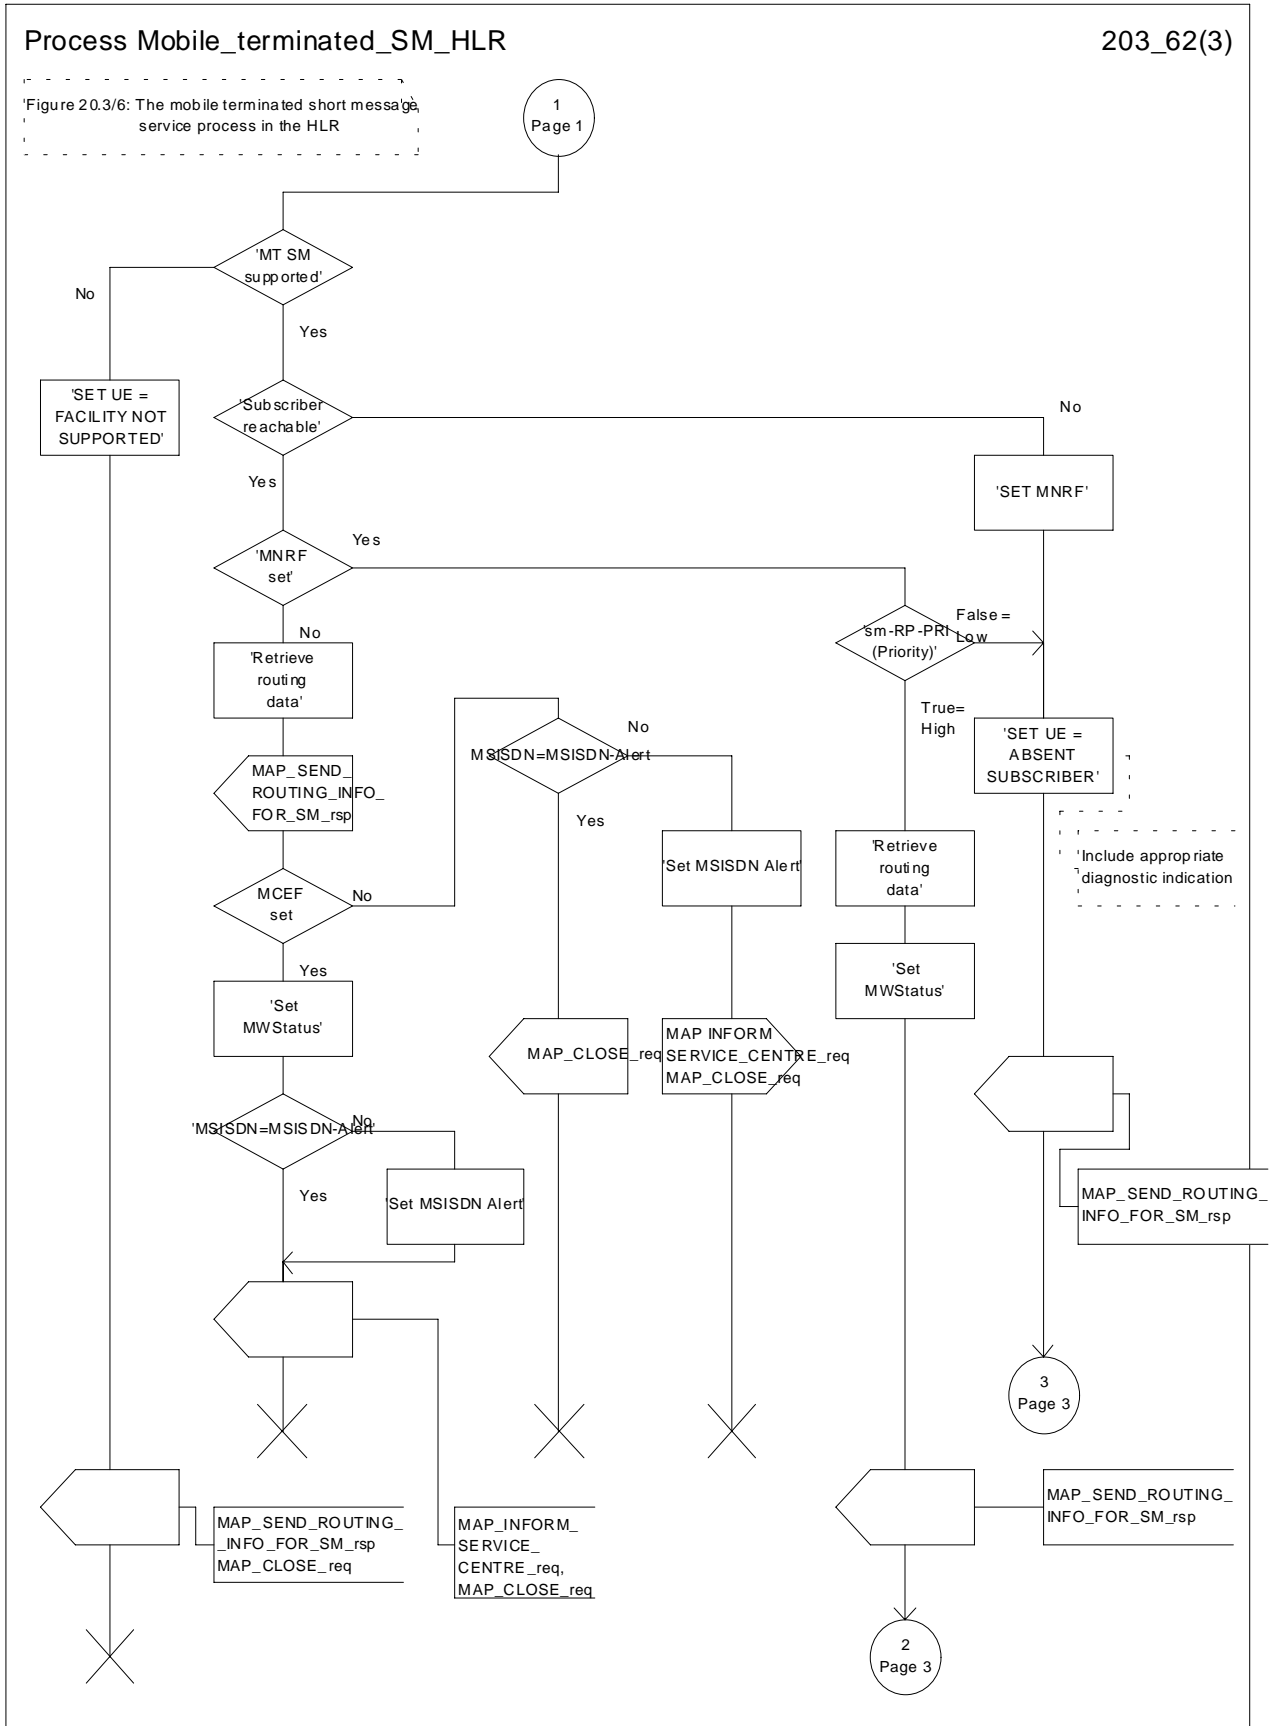 Process Mobile_terminated_SM_HLR
203_62(3)
'Figure 20.3/6: The mobile terminated short message
service process in the HLR
1
Page 1
'MT SM
supported'
No
Yes
'SET UE =
FACILITY NOT
SUPPORTED'
'Subscriber
reachable'
No
Yes
'SET MNRF'
'MNRF
set'
Yes
No
'sm-RP-PRI
(Priority)'
False =
Low
True=
High
'Retrieve
routing
data'
MSISDN=MSISDN-Alert
No
Yes
'SET UE =
ABSENT
SUBSCRIBER'
MAP_SEND_
ROUTING_INFO_
FOR_SM_rsp
'Set MSISDN Alert'
'Retrieve
routing
data'
Include appropriate
diagnostic indication
MCEF
set
No
Yes
'Set
MWStatus'
'Set
MWStatus'
MAP_CLOSE_req
MAP INFORM
SERVICE_CENTRE_req
MAP_CLOSE_req
'MSISDN=MSISDN-Alert'
No
Yes
'Set MSISDN Alert'
MAP_SEND_ROUTING_
INFO_FOR_SM_rsp
3
Page 3
MAP_SEND_ROUTING_
_INFO_FOR_SM_rsp
MAP_CLOSE_req
MAP_INFORM_
SERVICE_
CENTRE_req,
MAP_CLOSE_req
MAP_SEND_ROUTING_
INFO_FOR_SM_rsp
2
Page 3